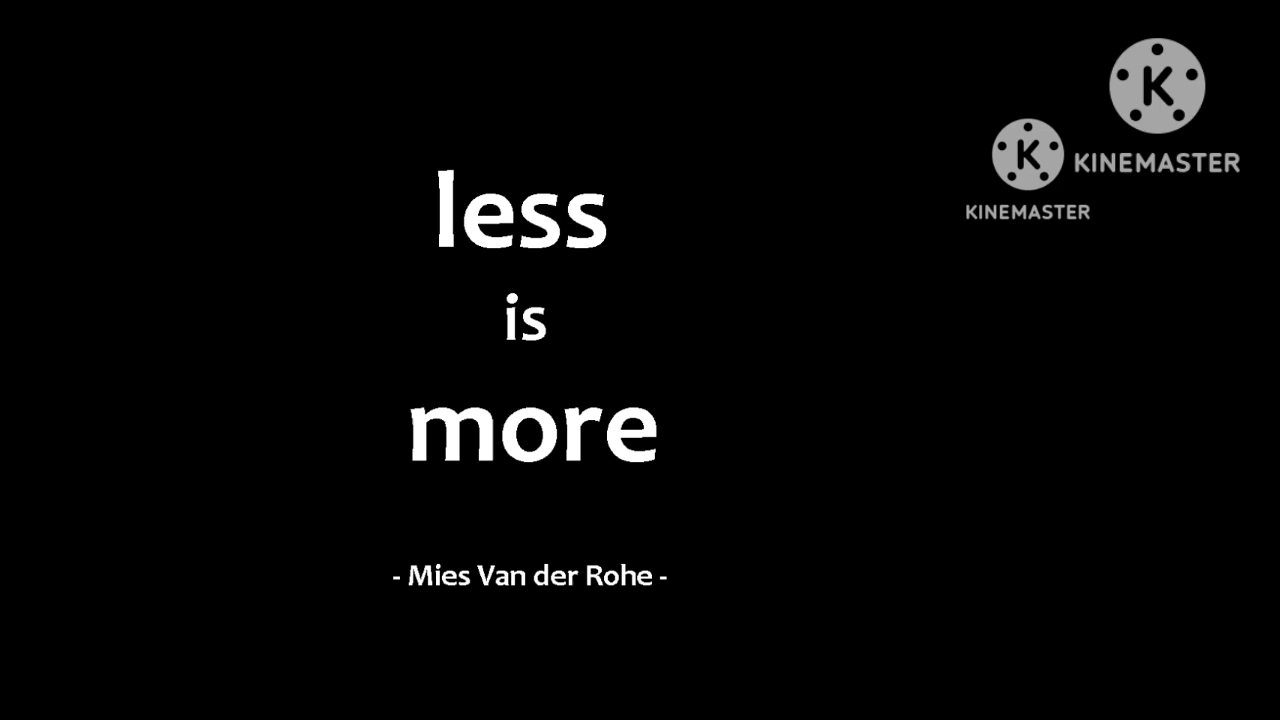 less
is
more
- Mies Van der Rohe -
K
KINEMASTER
K
KINEMASTER